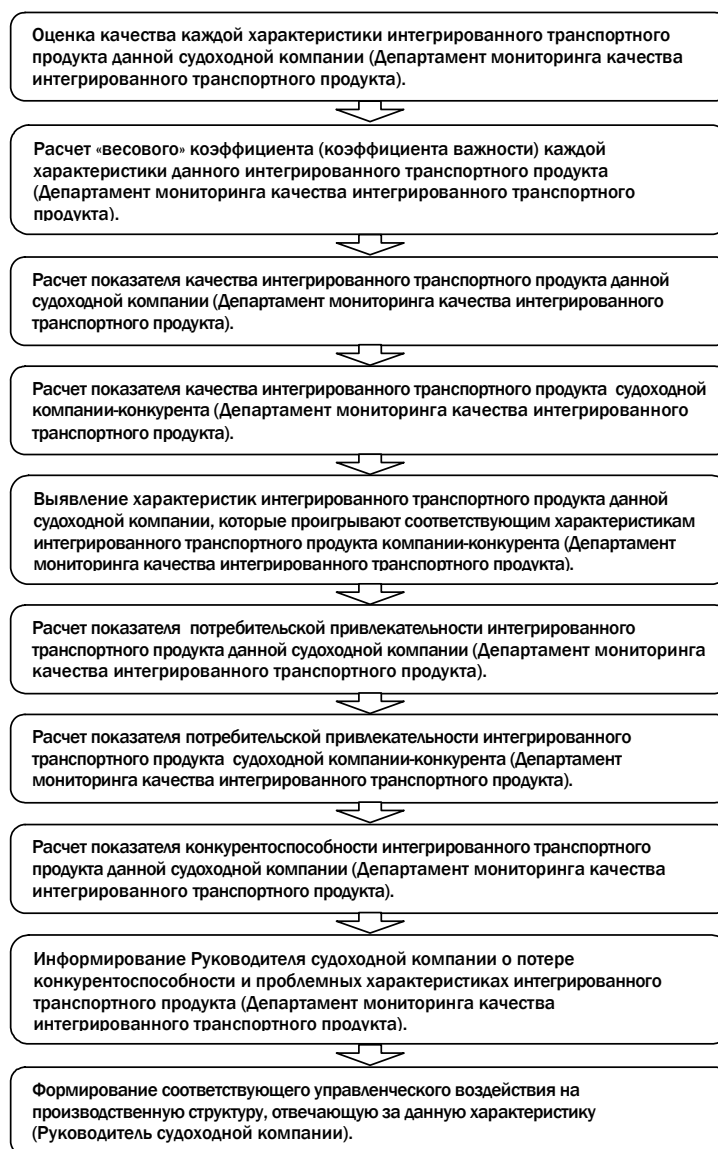 Оценка качества каждой характеристики интегрированного транспортного
продукта данной судоходной компании (Департамент мониторинга качества
интегрированного транспортного продукта).
Расчет «весового» коэффициента (коэффициента важности) каждой
характеристики данного интегрированного транспортного продукта
(Департамент мониторинга качества интегрированного транспортного
продукта).
Расчет показателя качества интегрированного транспортного продукта данной
судоходной компании (Департамент мониторинга качества интегрированного
транспортного продукта).
Расчет показателя качества интегрированного транспортного продукта судоходной
компании-конкурента (Департамент мониторинга качества интегрированного
транспортного продукта).
Выявление характеристик интегрированного транспортного продукта данной
судоходной компании, которые проигрывают соответствующим характеристикам
интегрированного транспортного продукта компании-конкурента (Департамент
мониторинга качества интегрированного транспортного продукта).
Расчет показателя потребительской привлекательности интегрированного
транспортного продукта данной судоходной компании (Департамент мониторинга
качества интегрированного транспортного продукта).
Расчет показателя потребительской привлекательности интегрированного
транспортного продукта судоходной компании-конкурента (Департамент
мониторинга качества интегрированного транспортного продукта).
Расчет показателя конкурентоспособности интегрированного транспортного
продукта данной судоходной компании (Департамент мониторинга качества
интегрированного транспортного продукта).
Информирование Руководителя судоходной компании о потере
конкурентоспособности и проблемных характеристиках интегрированного
транспортного продукта (Департамент мониторинга качества
интегрированного транспортного продукта).
Формирование соответствующего управленческого воздействия на
производственную структуру, отвечающую за данную характеристику
(Руководитель судоходной компании).